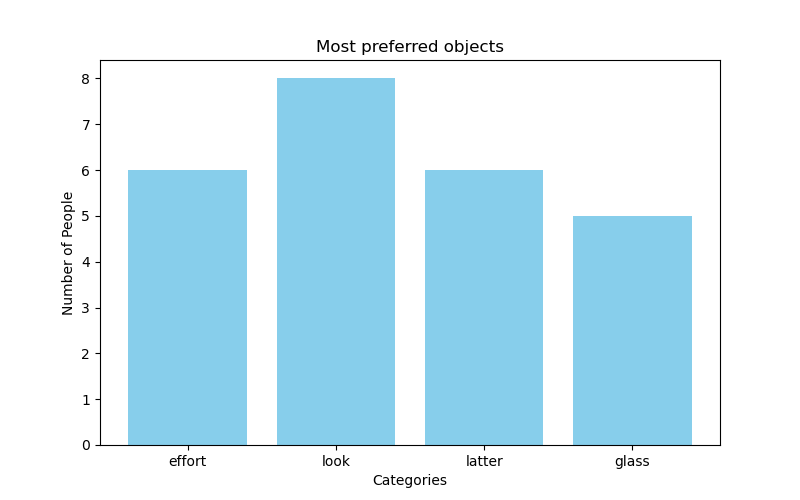 Most preferred objects
8
7
6
5
4
3
2
1
0
Number of People
effort look latter glass
Categories